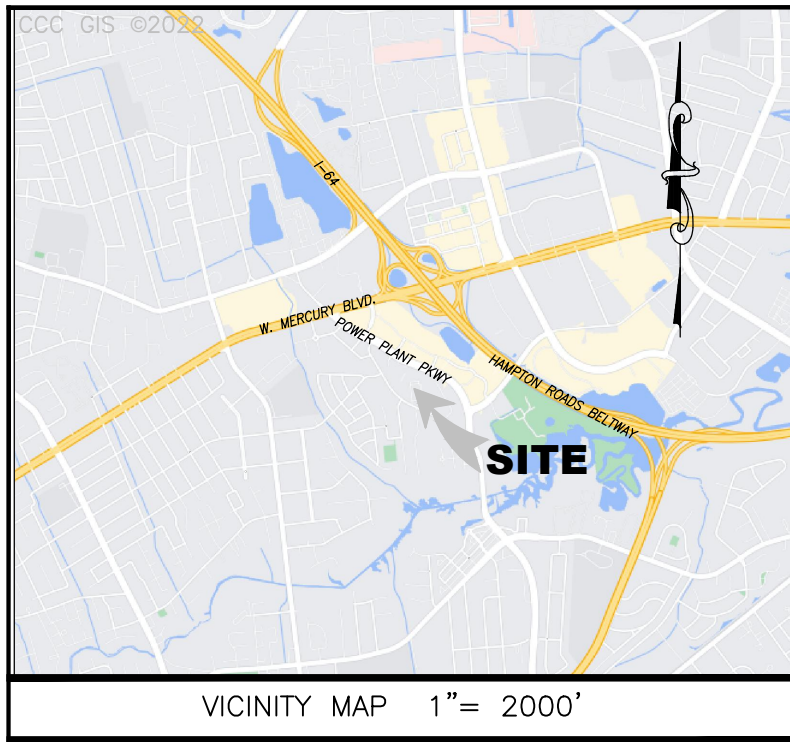 CCC GIS ©2022
I-64
W. MERCURY BLVD.
POWER PLANT PKWY
HAMPTON ROADS BELTWAY
SITE
VICINITY MAP 1"= 2000'